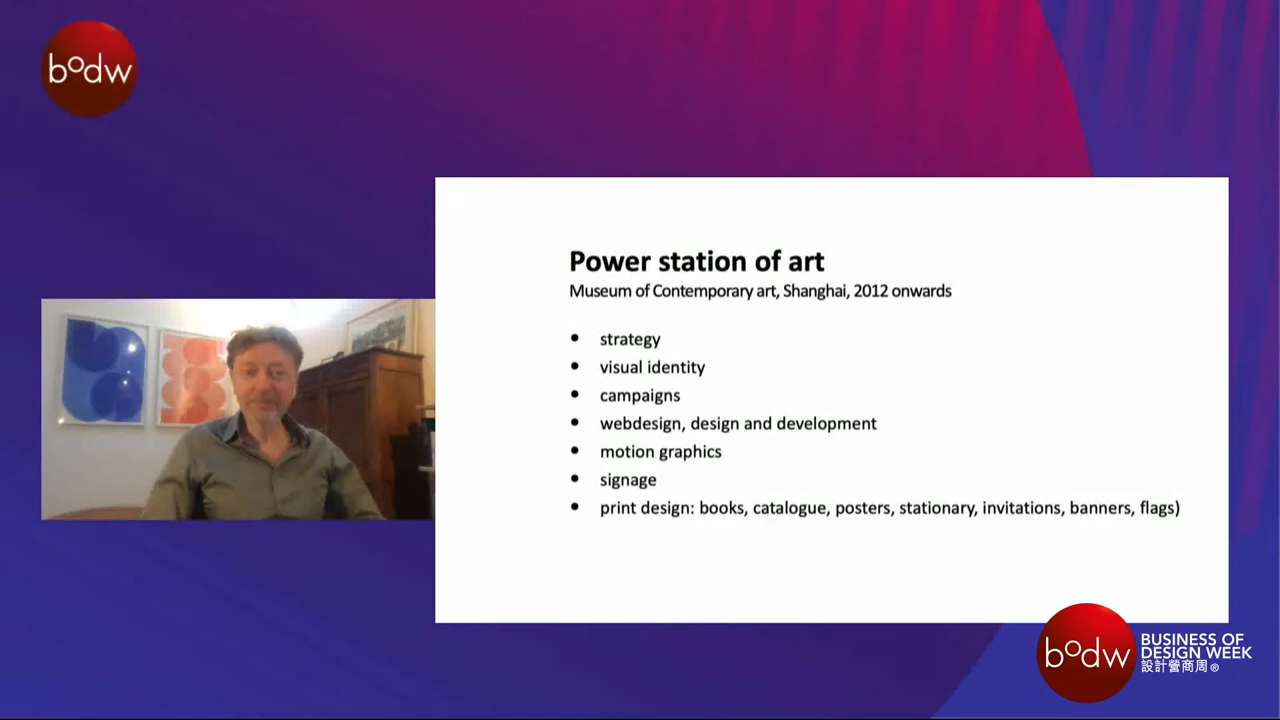 bodw
Power station of art
Museum of Contemporary art, Shanghai, 2012 onwards
• strategy
• visual identity
• campaigns
• webdesign, design and development
• motion graphics
• signage
• print design: books, catalogue, posters, stationary, invitations, banners, flags)
bodw
BUSINESS OF
DESIGN WEEK
設計營商周®